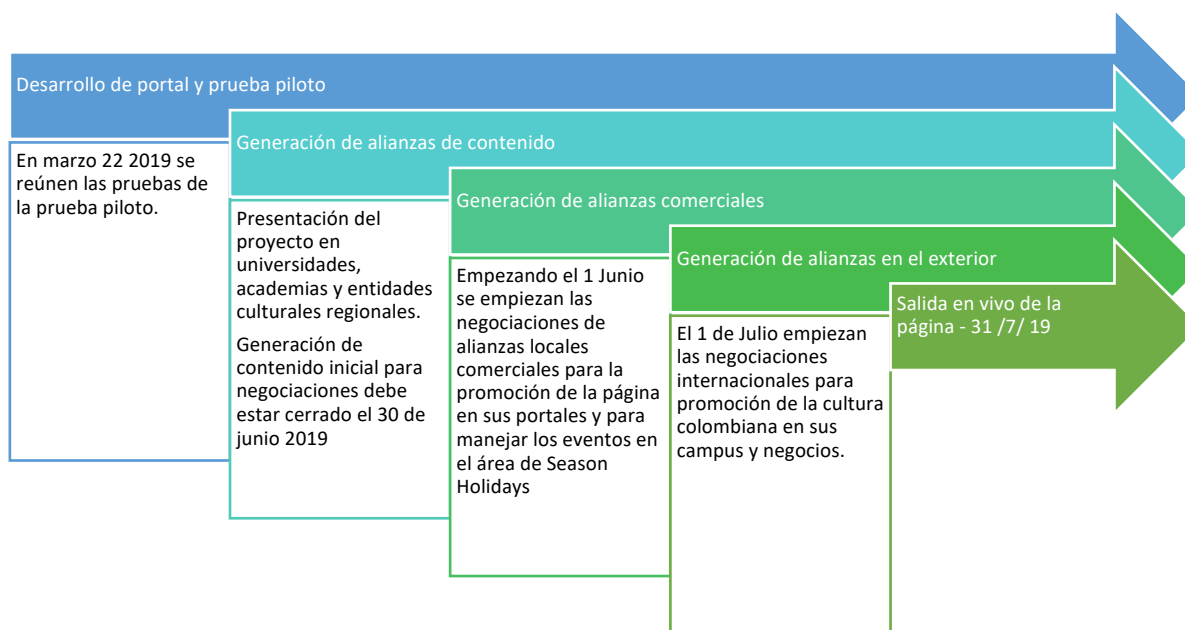 Desarrollo de portal y prueba piloto
En marzo 22 2019 se
reúnen las pruebas de
la prueba piloto.
Generación de alianzas de contenido
Presentación del
proyecto en
universidades,
academias y entidades
culturales regionales.
Generación de
contenido inicial para
negociaciones debe
estar cerrado el 30 de
junio 2019
Generación de alianzas comerciales
Empezando el 1 Junio
se empiezan las
negociaciones de
alianzas locales
comerciales para la
promoción de la página
en sus portales y para
manejar los eventos en
el área de Season
Holidays
Generación de alianzas en el exterior
El 1 de Julio empiezan
las negociaciones
internacionales para
promoción de la cultura
colombiana en sus
campus y negocios.
Salida en vivo de la
página - 31 /7/ 19